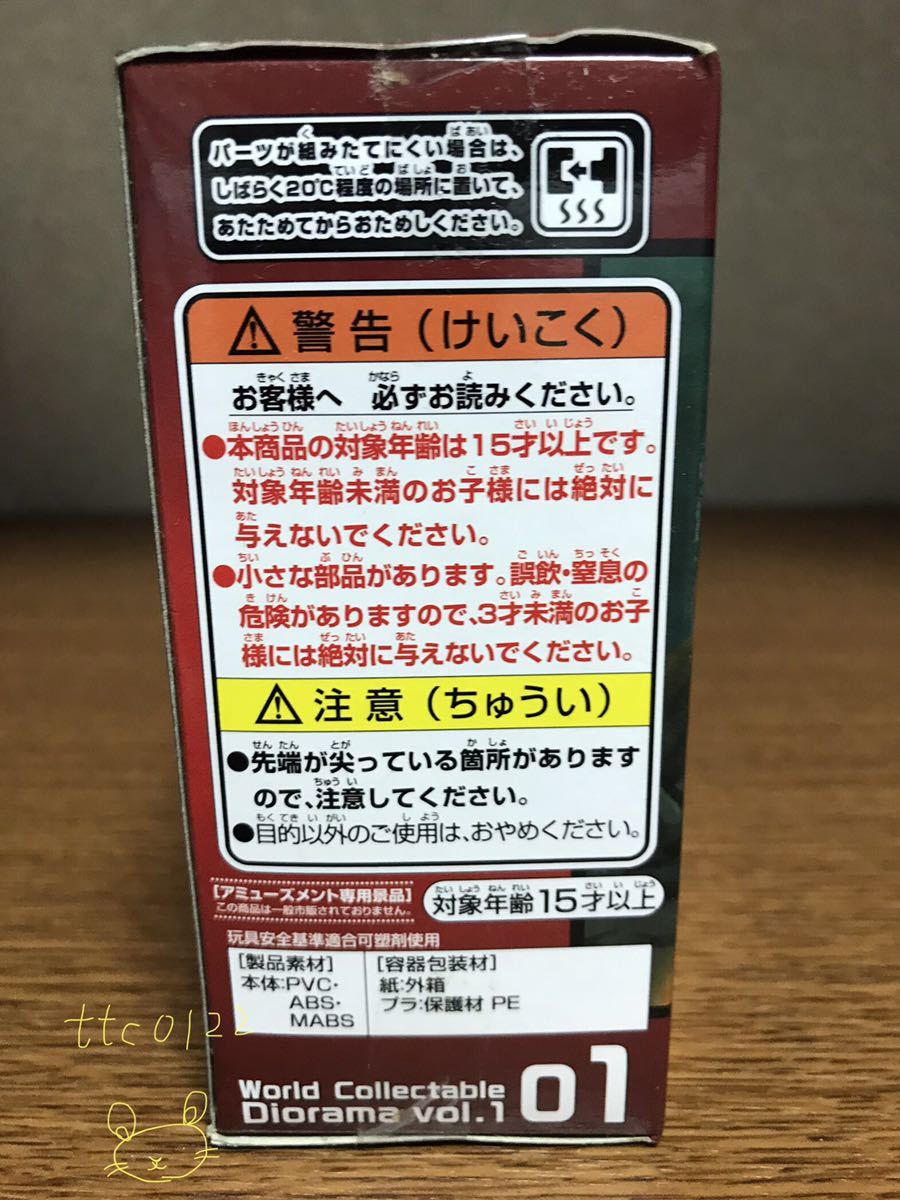 パーツが組みたてにくい場合は、
しばらく20℃程度の場所に置いて、
あたためてからおためしください。
警告（けいこく）
お客様へ 必ずお読みください。
●本商品の対象年齢は15才以上です。
対象年齢未満のお子様には絶対に
与えないでください。
●小さな部品があります。誤飲・窒息の
危険がありますので、3才未満のお子
様には絶対に与えないでください。
注意（ちゅうい）
●先端が尖っている箇所があります
ので、注意してください。
●目的以外のご使用は、おやめください。
［アミューズメント専用景品］
この商品は一般市販されておりません。
対象年齢15才以上
玩具安全基準適合可塑剤使用
［製品素材］
本体:PVC・
ABS・
MABS
［容器包装材］
紙:外箱
プラ:保護材 PE
ttc0122
World Collectable
Diorama vol.1 01